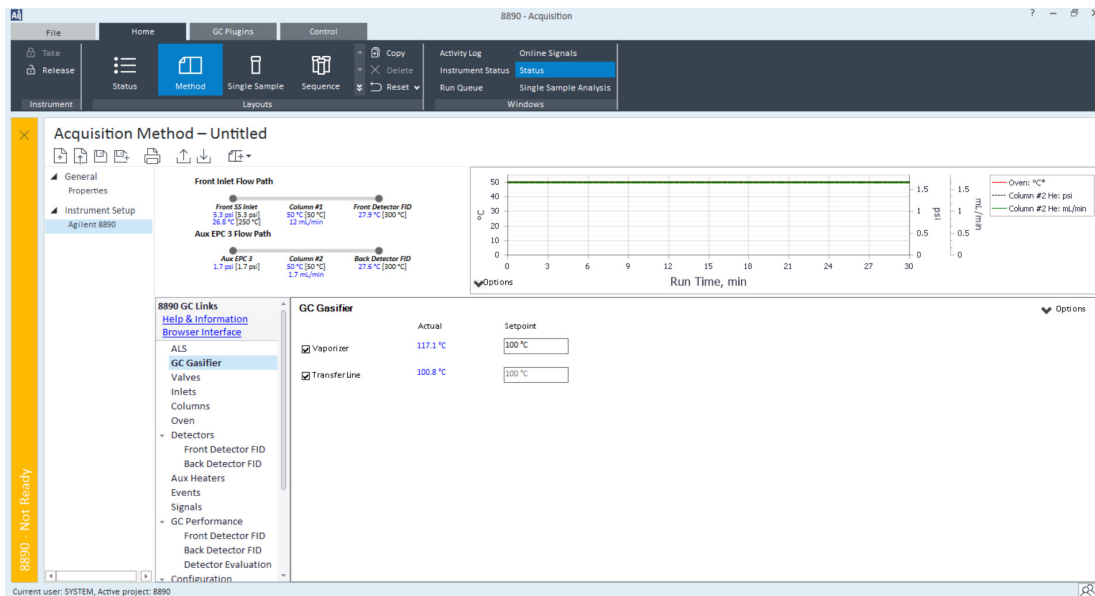 8890 - Acquisition
File Home GC Plugins Control
Take
Release
Instrument
Status
Method
Single Sample
Sequence
Copy
Delete
Reset
Layouts
Activity Log Online Signals
Instrument Status Status
Run Queue Single Sample Analysis
Windows
8890 - Not Ready
Acquisition Method – Untitled
General
Properties
Instrument Setup
Agilent 8890
Front Inlet Flow Path
Front SS Inlet Column #1 Front Detector FID
5.3 psi [5.3 psi] 50 °C [50 °C] 27.9 °C [300 °C]
26.8 °C [250 °C] 12 mL/min
Aux EPC 3 Flow Path
Aux EPC 3 Column #2 Back Detector FID
1.7 psi [1.7 psi] 50 °C [50 °C] 27.6 °C [300 °C]
1.7 mL/min
°C
50
40
30
20
10
0
0 3 6 9 12 15 18 21 24 27 30
Run Time, min
Options
1.5
1
0.5
0
psi
1.5
1
0.5
0
mL/min
Oven: °C*
Column #2 He: psi
Column #2 He: mL/min
8890 GC Links
Help & Information
Browser Interface
ALS
GC Gasifier
Valves
Inlets
Columns
Oven
Detectors
Front Detector FID
Back Detector FID
Aux Heaters
Events
Signals
GC Performance
Front Detector FID
Back Detector FID
Detector Evaluation
Configuration
GC Gasifier
Options
Actual Setpoint
Vaporizer 117.1 °C 100 °C
Transfer Line 100.8 °C 100 °C
Current user: SYSTEM, Active project: 8890